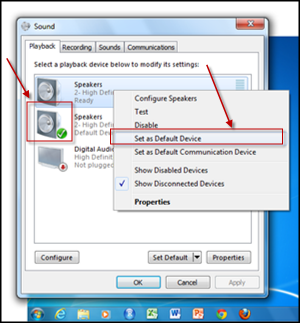 Sound
Playback Recording Sounds Communications
Select a playback device below to modify its settings:
Speakers
2- High Defi
Ready
Speakers
2- High Defi
Default De
Digital Audi
High Definit
Not plugged
Configure Speakers
Test
Disable
Set as Default Device
Set as Default Communication Device
Show Disabled Devices
Show Disconnected Devices
Properties
Configure Set Default Properties
OK Cancel Apply